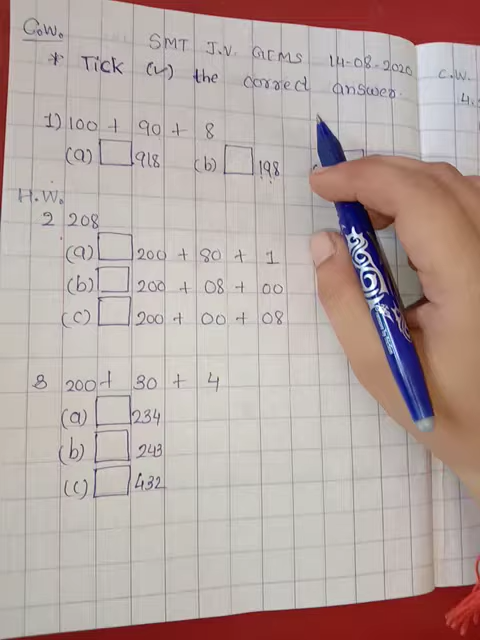 C.W.
SMT J.V. GIEMS 14-08-2020
* Tick (✓) the correct answer.
1) 100 + 90 + 8
(a) 918 (b) 198
H.W.
2 208
(a) 200 + 80 + 1
(b) 200 + 08 + 00
(c) 200 + 00 + 08
3 200 + 30 + 4
(a) 234
(b) 243
(c) 432
C.W.
4.